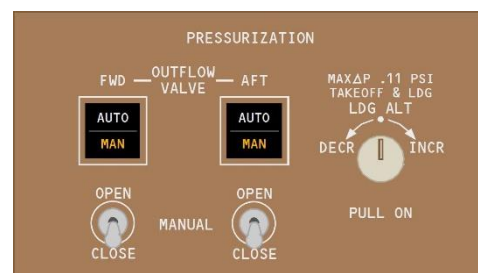 PRESSURIZATION
FWD OUTFLOW VALVE AFT
AUTO
MAN
AUTO
MAN
OPEN
CLOSE
MANUAL
OPEN
CLOSE
MAXΔP .11 PSI
TAKEOFF & LDG
LDG ALT
DECR INCR
PULL ON